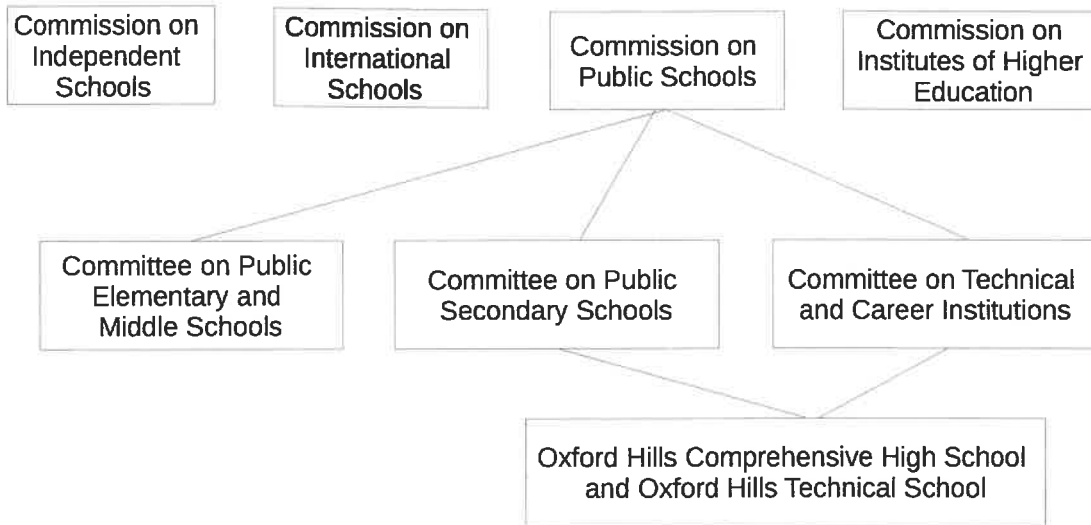 Commission on
Independent
Schools
Commission on
International
Schools
Commission on
Public Schools
Commission on
Institutes of Higher
Education
Committee on Public
Elementary and
Middle Schools
Committee on Public
Secondary Schools
Committee on Technical
and Career Institutions
Oxford Hills Comprehensive High School
and Oxford Hills Technical School